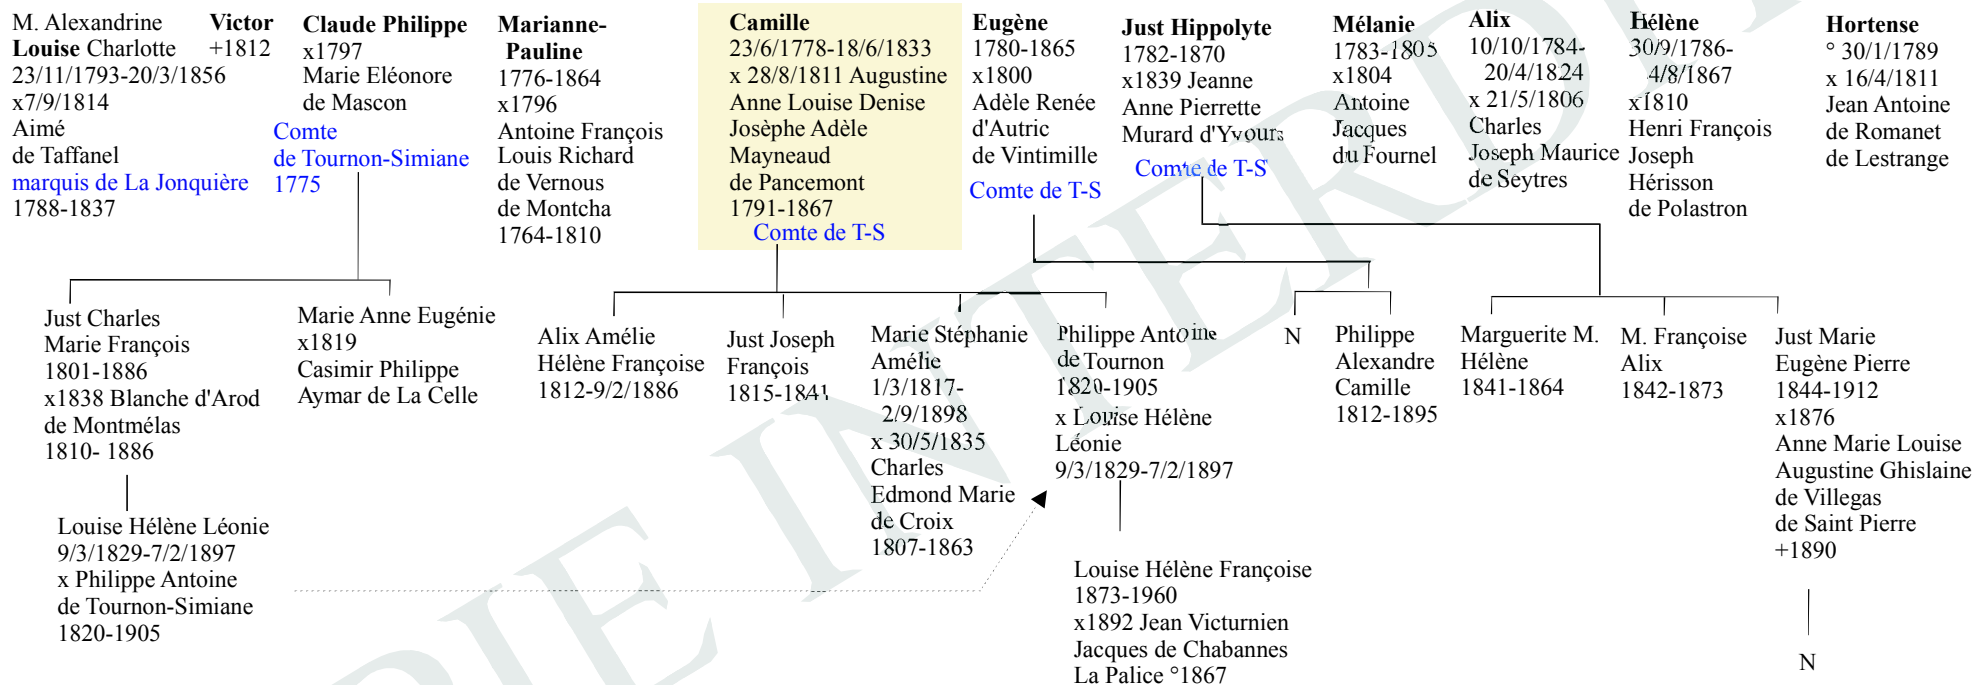 M. Alexandrine
Louise Charlotte
23/11/1793-20/3/1856
x7/9/1814
Aimé
de Taffanel
marquis de La Jonquière
1788-1837
Victor
+1812
Claude Philippe
x1797
Marie Eléonore
de Mascon
Comte
de Tournon-Simiane
1775
Marianne-
Pauline
1776-1864
x1796
Antoine François
Louis Richard
de Vernous
de Montcha
1764-1810
Camille
23/6/1778-18/6/1833
x 28/8/1811 Augustine
Anne Louise Denise
Josèphe Adèle
Mayneaud
de Pancemont
1791-1867
Comte de T-S
Eugène
1780-1865
x1800
Adèle Renée
d'Autric
de Vintimille
Comte de T-S
Just Hippolyte
1782-1870
x1839 Jeanne
Anne Pierrette
Murard d'Yvours
Comte de T-S
Mélanie
1783-1805
x1804
Antoine
Jacques
du Fournel
Alix
10/10/1784-
20/4/1824
x 21/5/1806
Charles
Joseph Maurice
de Seytres
Hélène
30/9/1786-
4/8/1867
x1810
Henri François
Joseph
Hérisson
de Polastron
Hortense
° 30/1/1789
x 16/4/1811
Jean Antoine
de Romanet
de Lestrange
Just Charles
Marie François
1801-1886
x1838 Blanche d'Arod
de Montmélas
1810- 1886
Marie Anne Eugénie
x1819
Casimir Philippe
Aymar de La Celle
Alix Amélie
Hélène Françoise
1812-9/2/1886
Just Joseph
François
1815-1841
Marie Stéphanie
Amélie
1/3/1817-
2/9/1898
x 30/5/1835
Charles
Edmond Marie
de Croix
1807-1863
Philippe Antoine
de Tournon
1820-1905
x Louise Hélène
Léonie
9/3/1829-7/2/1897
N
Philippe
Alexandre
Camille
1812-1895
Marguerite M.
Hélène
1841-1864
M. Françoise
Alix
1842-1873
Just Marie
Eugène Pierre
1844-1912
x1876
Anne Marie Louise
Augustine Ghislaine
de Villegas
de Saint Pierre
+1890
Louise Hélène Léonie
9/3/1829-7/2/1897
x Philippe Antoine
de Tournon-Simiane
1820-1905
Louise Hélène Françoise
1873-1960
x1892 Jean Victurnien
Jacques de Chabannes
La Palice °1867
N
RIE INTERDI